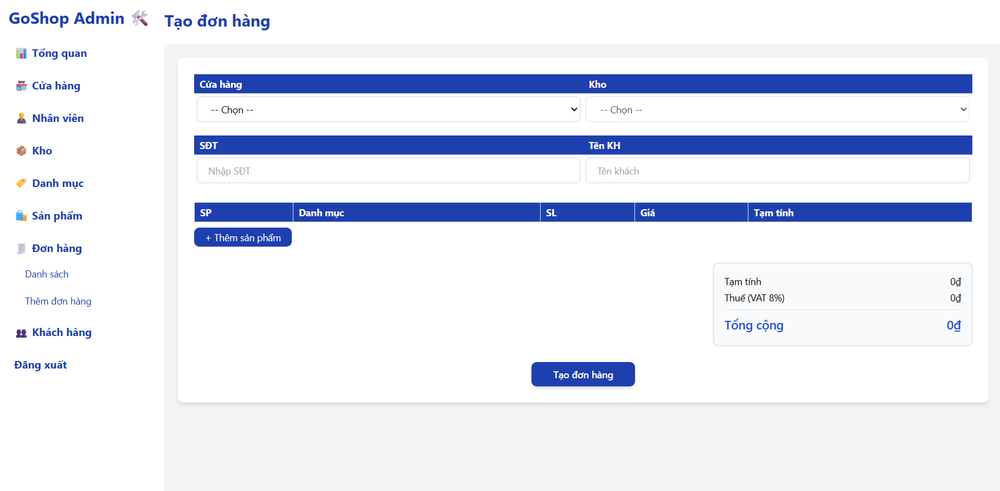 GoShop Admin
Tạo đơn hàng
Tổng quan
Cửa hàng
Nhân viên
Kho
Danh mục
Sản phẩm
Đơn hàng
Danh sách
Thêm đơn hàng
Khách hàng
Đăng xuất
Cửa hàng Kho
-- Chọn -- -- Chọn --
SĐT Tên KH
Nhập SĐT Tên khách
SP Danh mục SL Giá Tạm tính
+ Thêm sản phẩm
Tạm tính 0₫
Thuế (VAT 8%) 0₫
Tổng cộng 0₫
Tạo đơn hàng